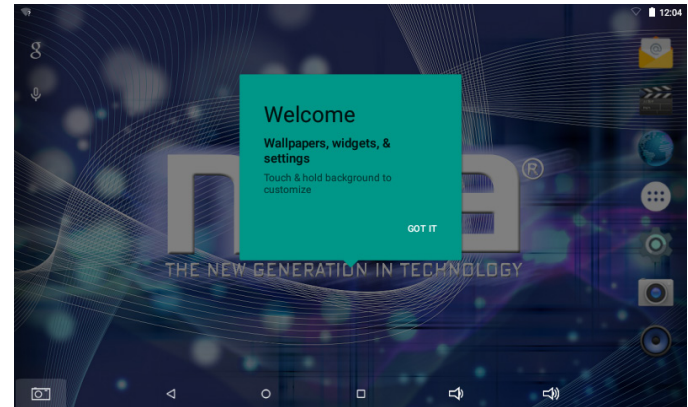 12:04
g
Welcome
Wallpapers, widgets, &
settings
Touch & hold background to
customize
GOT IT
®
THE NEW GENERATION IN TECHNOLOGY